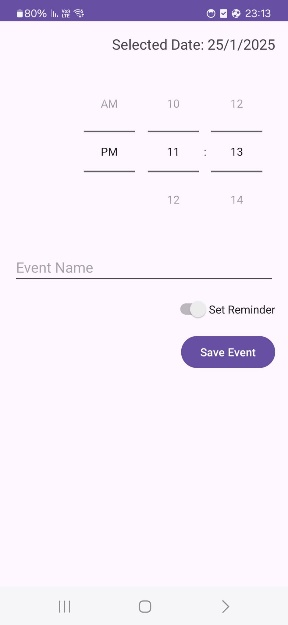 80% 23:13
Selected Date: 25/1/2025
AM 10 12
PM 11 : 13
12 14
Event Name
Set Reminder
Save Event